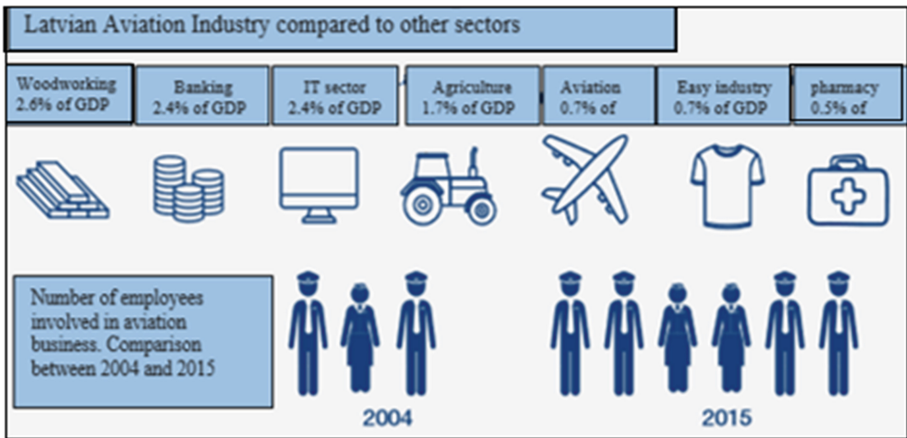 Latvian Aviation Industry compared to other sectors
Woodworking
2.6% of GDP
Banking
2.4% of GDP
IT sector
2.4% of GDP
Agriculture
1.7% of GDP
Aviation
0.7% of
Easy industry
0.7% of GDP
pharmacy
0.5% of
Number of employees
involved in aviation
business. Comparison
between 2004 and 2015
2004
2015